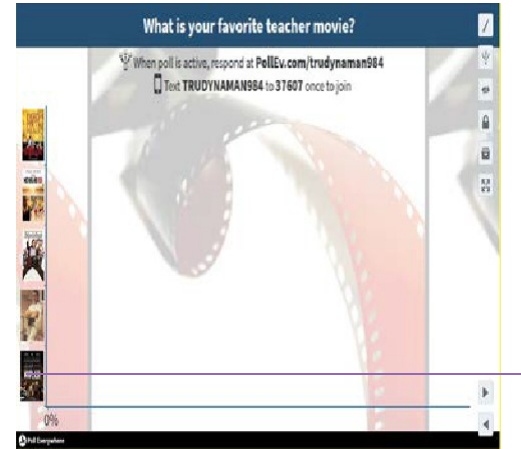 What is your favorite teacher movie?
When poll is active, respond at PollEv.com/trudynaman984
Text TRUDYNAMAN984 to 37607 once to join
0%
Poll Everywhere